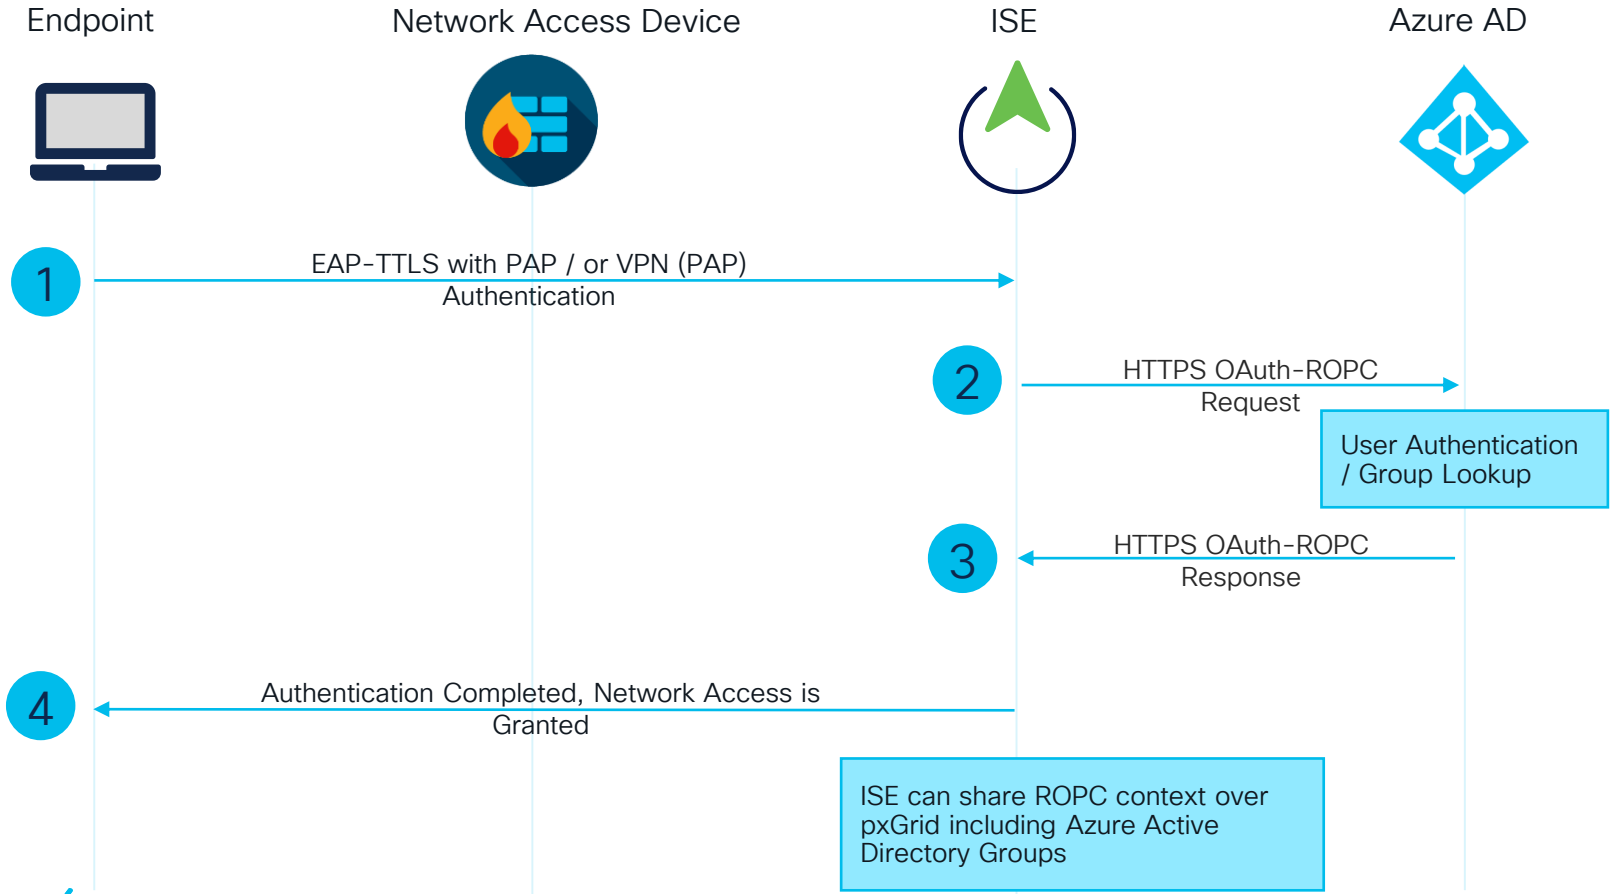 Endpoint
Network Access Device
ISE
Azure AD
1
EAP-TTLS with PAP / or VPN (PAP)
Authentication
2
HTTPS OAuth-ROPC
Request
User Authentication
/ Group Lookup
3
HTTPS OAuth-ROPC
Response
4
Authentication Completed, Network Access is
Granted
ISE can share ROPC context over
pxGrid including Azure Active
Directory Groups